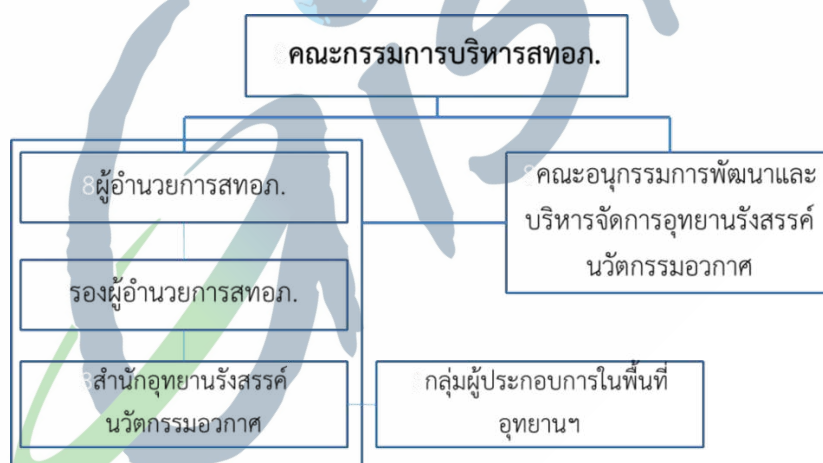 คณะกรรมการบริหารสทอภ.
ผู้อำนวยการสทอภ.
คณะอนุกรรมการพัฒนาและ
บริหารจัดการอุทยานรังสรรค์
นวัตกรรมอวกาศ
รองผู้อำนวยการสทอภ.
สำนักอุทยานรังสรรค์
นวัตกรรมอวกาศ
กลุ่มผู้ประกอบการในพื้นที่
อุทยานฯ